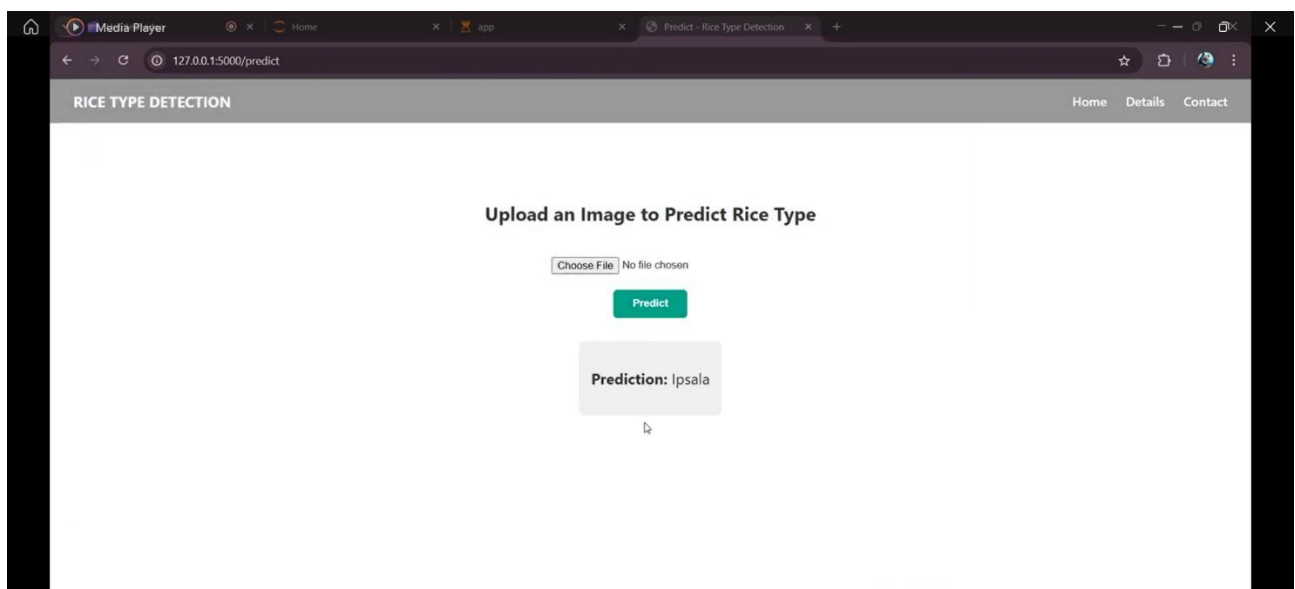 Media Player
Home
app
Predict - Rice Type Detection
127.0.0.1:5000/predict
RICE TYPE DETECTION
Home Details Contact
Upload an Image to Predict Rice Type
Choose File No file chosen
Predict
Prediction: Ipsala